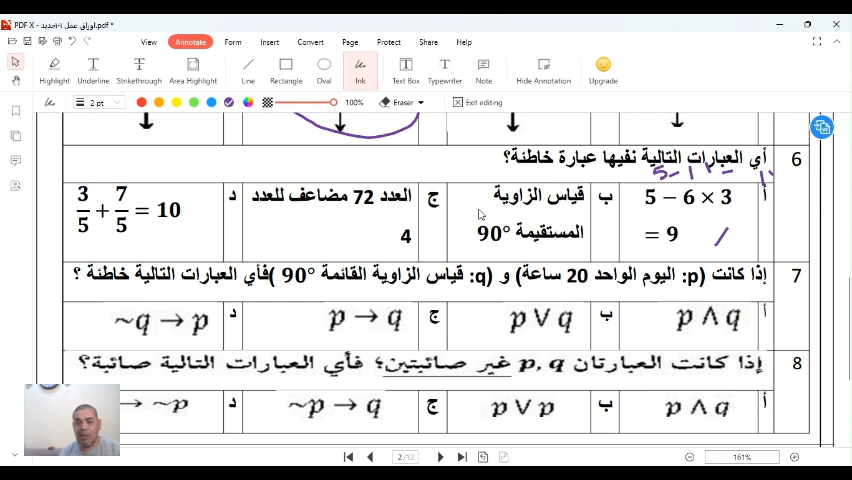 PDF X - اوراق عمل ١-١جديد.pdf *
View Annotate Form Insert Convert Page Protect Share Help
Highlight Underline Strikethrough Area Highlight Line Rectangle Oval Ink Text Box Typewriter Note Hide Annotation Upgrade
2 pt 100% Eraser Exit editing
6 أي العبارات التالية نفيها عبارة خاطئة؟
أ 5 − 6 × 3 = 9
ب قياس الزاوية المستقيمة 90°
ج العدد 72 مضاعف للعدد 4
د 3/5 + 7/5 = 10
7 إذا كانت (p: اليوم الواحد 20 ساعة) و (q: قياس الزاوية القائمة 90°) فأي العبارات التالية خاطئة ؟
أ p ∧ q
ب p ∨ q
ج p → q
د ~q → p
8 إذا كانت العبارتان p, q غير صائبتين؛ فأي العبارات التالية صائبة؟
أ p ∧ q
ب p ∨ p
ج ~p → q
د → ~p
2/12 161%